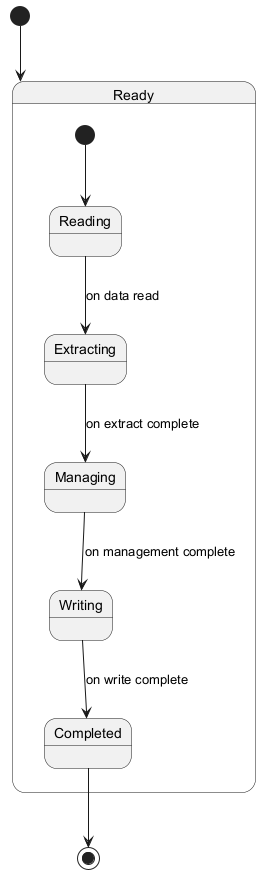 Ready
Reading
on data read
Extracting
on extract complete
Managing
on management complete
Writing
on write complete
Completed